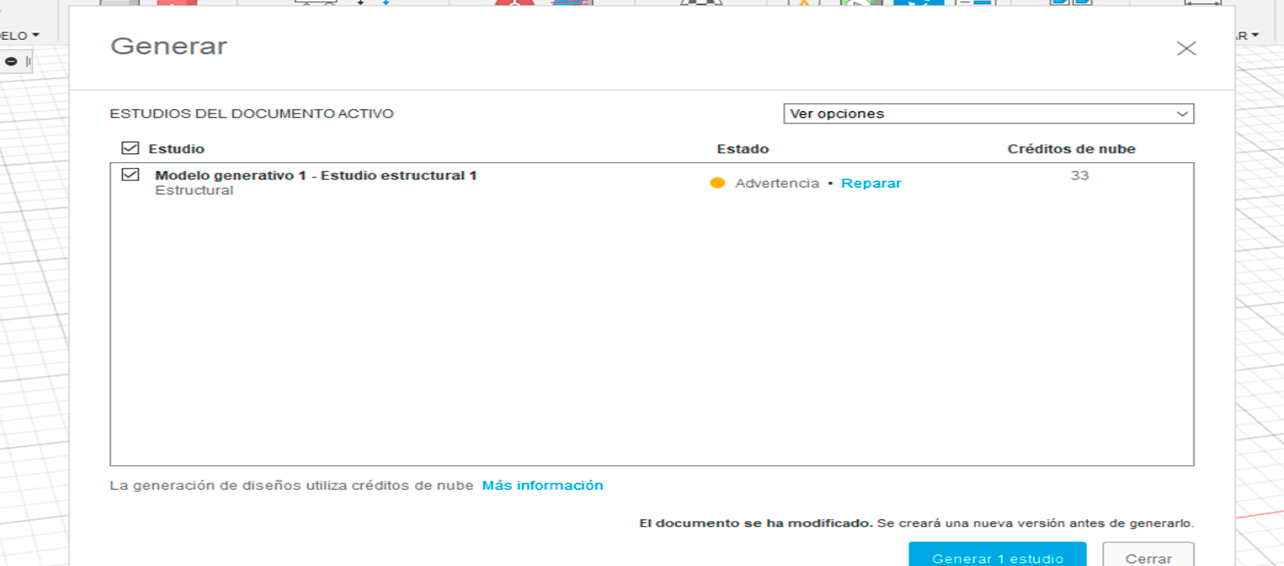 ELO
R
Generar
ESTUDIOS DEL DOCUMENTO ACTIVO
Ver opciones
Estudio Estado Créditos de nube
Modelo generativo 1 - Estudio estructural 1
Estructural
Advertencia • Reparar
33
La generación de diseños utiliza créditos de nube Más información
El documento se ha modificado. Se creará una nueva versión antes de generarlo.
Generar 1 estudio
Cerrar